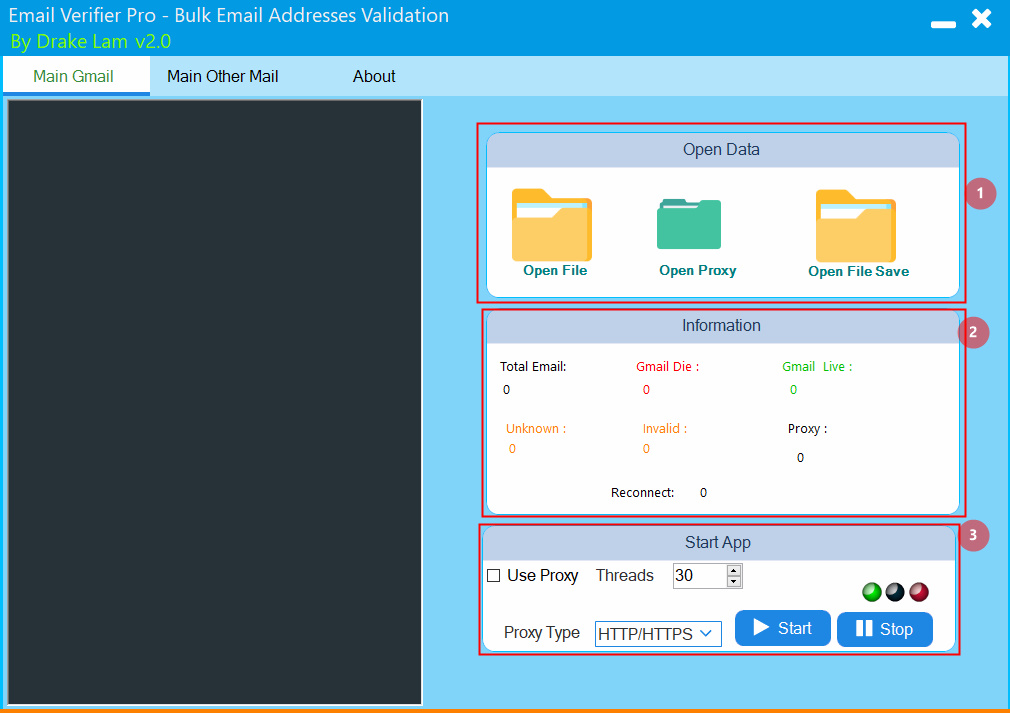 Email Verifier Pro - Bulk Email Addresses Validation
By Drake Lam v2.0
Main Gmail Main Other Mail About
Open Data
1
Open File Open Proxy Open File Save
Information
2
Total Email: Gmail Die : Gmail Live :
0 0 0
Unknown : Invalid : Proxy :
0 0 0
Reconnect: 0
3
Start App
Use Proxy Threads 30
Proxy Type HTTP/HTTPS Start Stop